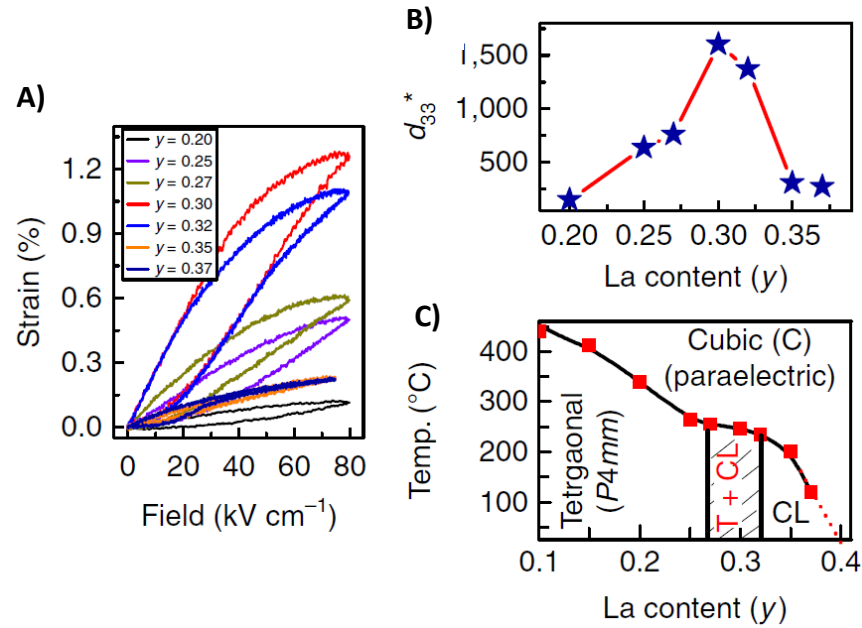 A)
Strain (%)
1.2
0.9
0.6
0.3
0.0
y = 0.20
y = 0.25
y = 0.27
y = 0.30
y = 0.32
y = 0.35
y = 0.37
0 20 40 60 80
Field (kV cm⁻¹)
B)
d₃₃*
1,500
1,000
500
0.20 0.25 0.30 0.35
La content (y)
C)
Temp. (°C)
400
300
200
100
Cubic (C)
(paraelectric)
Tetrgaonal
(P4mm)
T + CL
CL
0.1 0.2 0.3 0.4
La content (y)